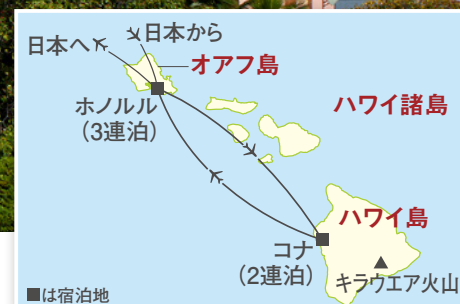 日本へ
日本から
オアフ島
ホノルル
(3連泊)
ハワイ諸島
ハワイ島
コナ
(2連泊)
キラウエア火山
■は宿泊地